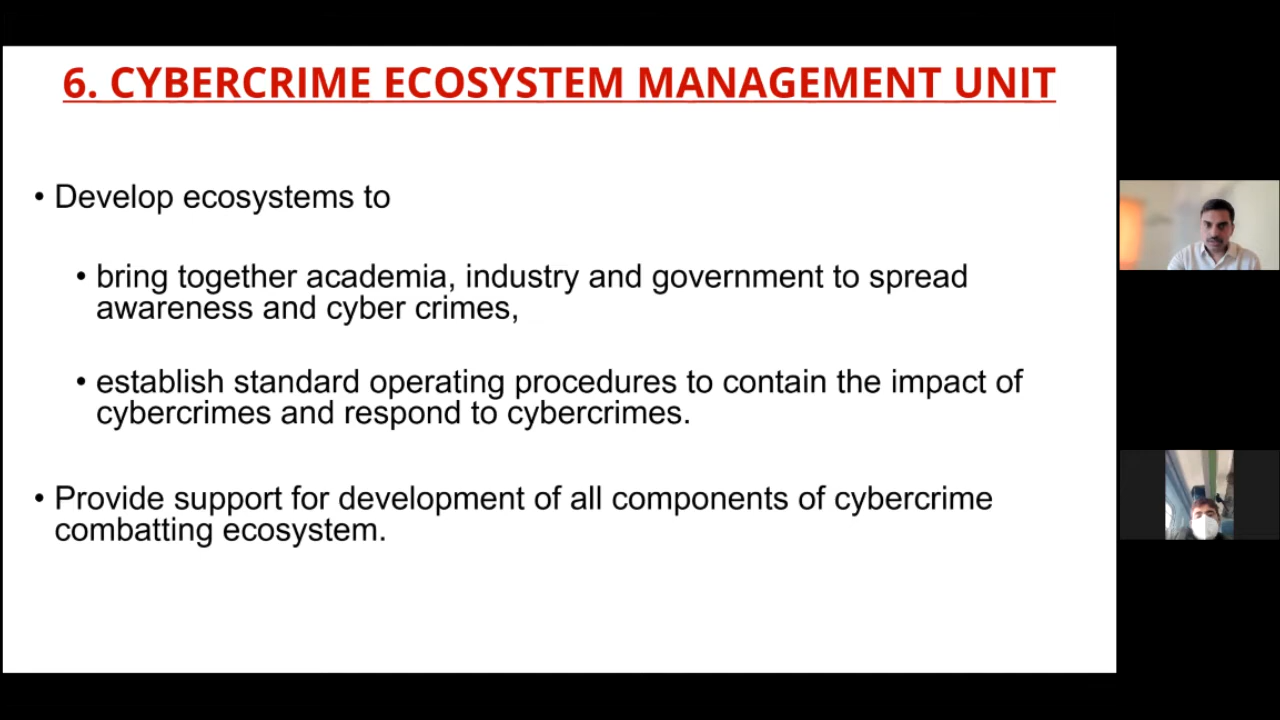 6. CYBERCRIME ECOSYSTEM MANAGEMENT UNIT
• Develop ecosystems to
• bring together academia, industry and government to spread
awareness and cyber crimes,
• establish standard operating procedures to contain the impact of
cybercrimes and respond to cybercrimes.
• Provide support for development of all components of cybercrime
combatting ecosystem.